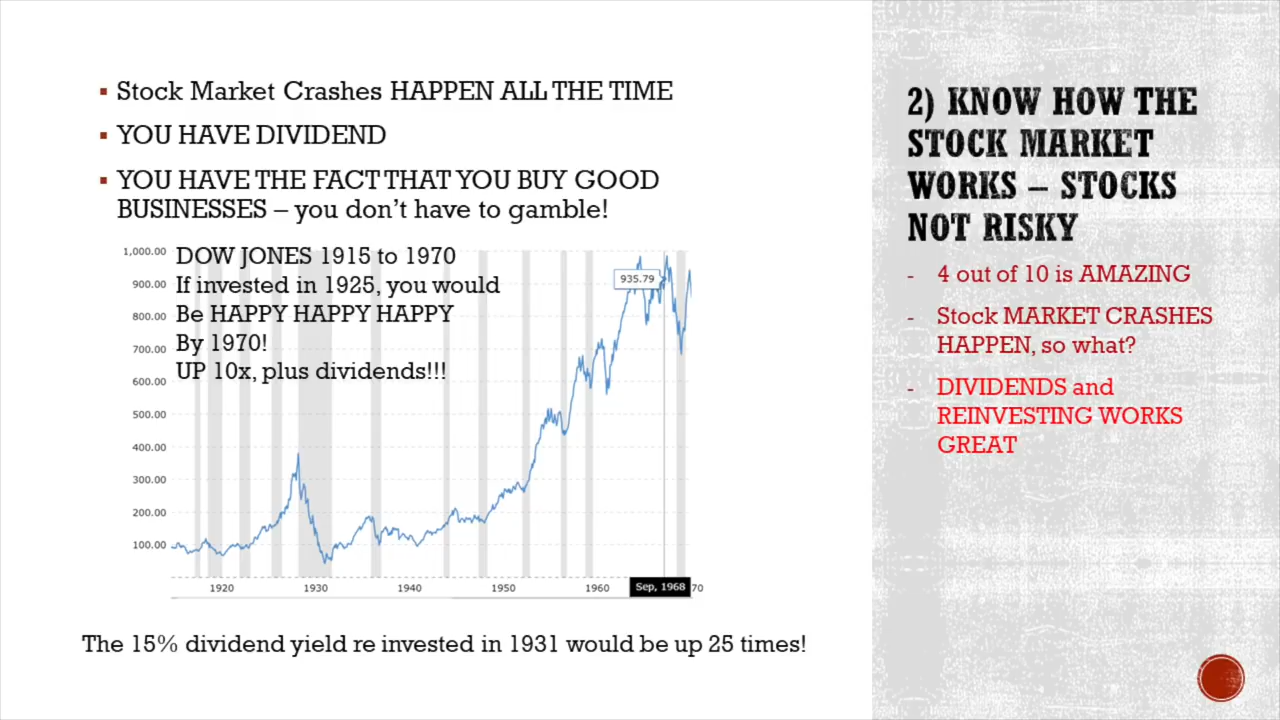 Stock Market Crashes HAPPEN ALL THE TIME
YOU HAVE DIVIDEND
YOU HAVE THE FACT THAT YOU BUY GOOD
BUSINESSES – you don't have to gamble!
DOW JONES 1915 to 1970
If invested in 1925, you would
Be HAPPY HAPPY HAPPY
By 1970!
UP 10x, plus dividends!!!
1,000.00
900.00
800.00
700.00
600.00
500.00
400.00
300.00
200.00
100.00
935.79
1920 1930 1940 1950 1960 Sep, 1968 70
The 15% dividend yield re invested in 1931 would be up 25 times!
2) KNOW HOW THE
STOCK MARKET
WORKS – STOCKS
NOT RISKY
- 4 out of 10 is AMAZING
- Stock MARKET CRASHES
HAPPEN, so what?
- DIVIDENDS and
REINVESTING WORKS
GREAT